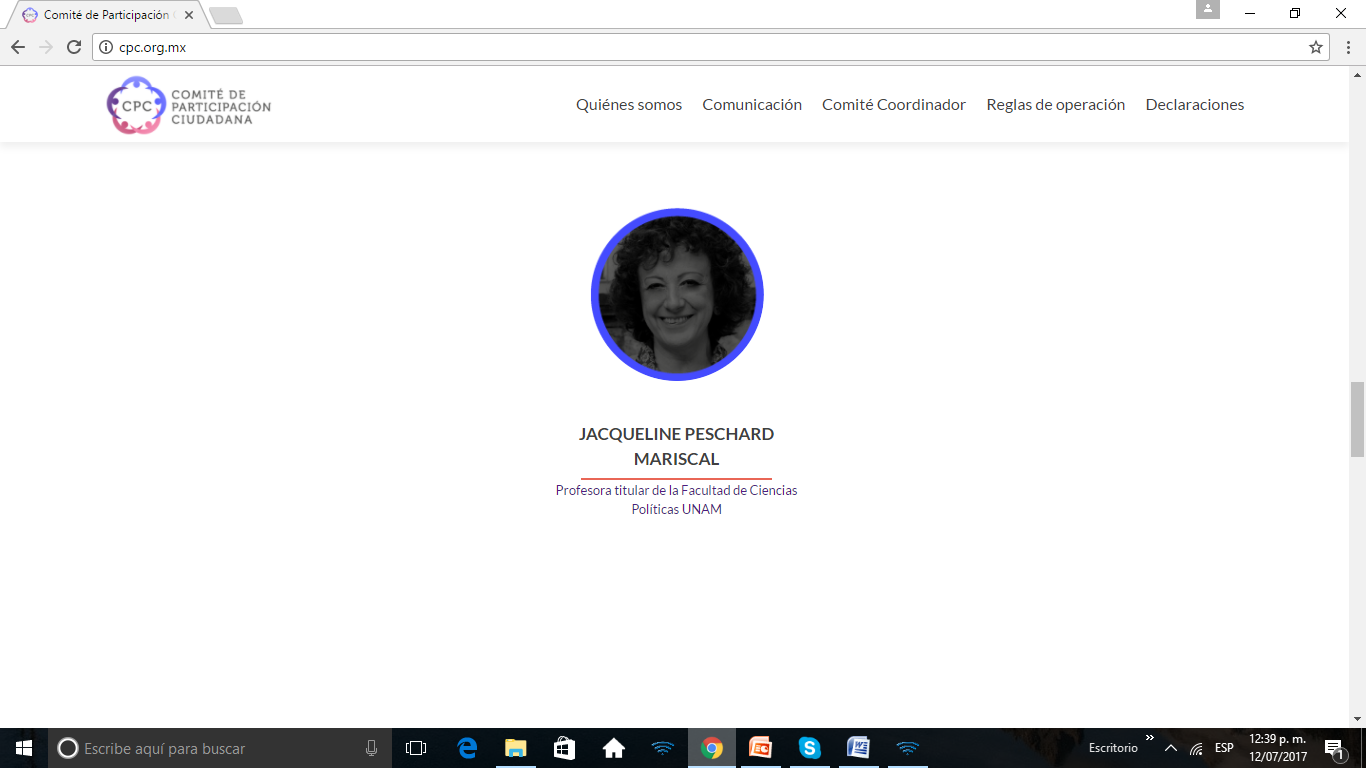 Comité de Participación
cpc.org.mx
CPC
COMITÉ DE
PARTICIPACIÓN
CIUDADANA
Quiénes somos Comunicación Comité Coordinador Reglas de operación Declaraciones
JACQUELINE PESCHARD
MARISCAL
Profesora titular de la Facultad de Ciencias
Políticas UNAM
Escribe aquí para buscar
Escritorio
ESP
12:39 p. m.
12/07/2017
1